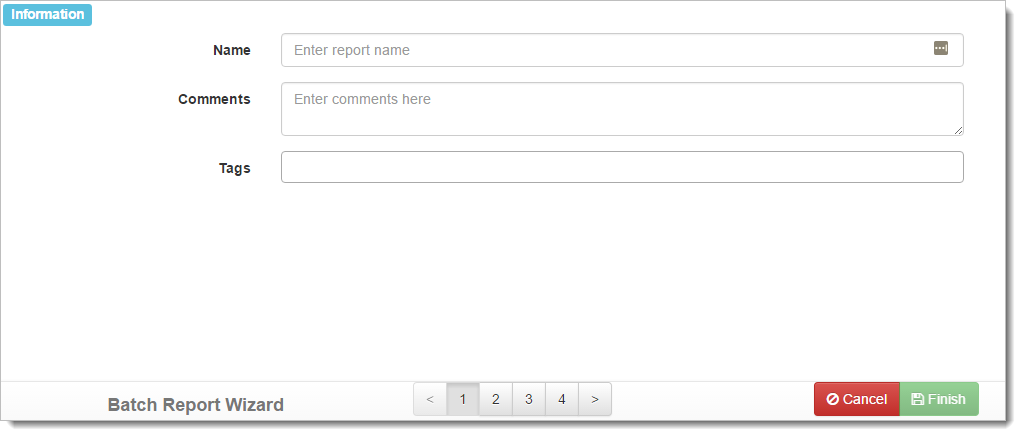 Information
Name
Enter report name
Comments
Enter comments here
Tags
Batch Report Wizard
< 1 2 3 4 >
Cancel
Finish